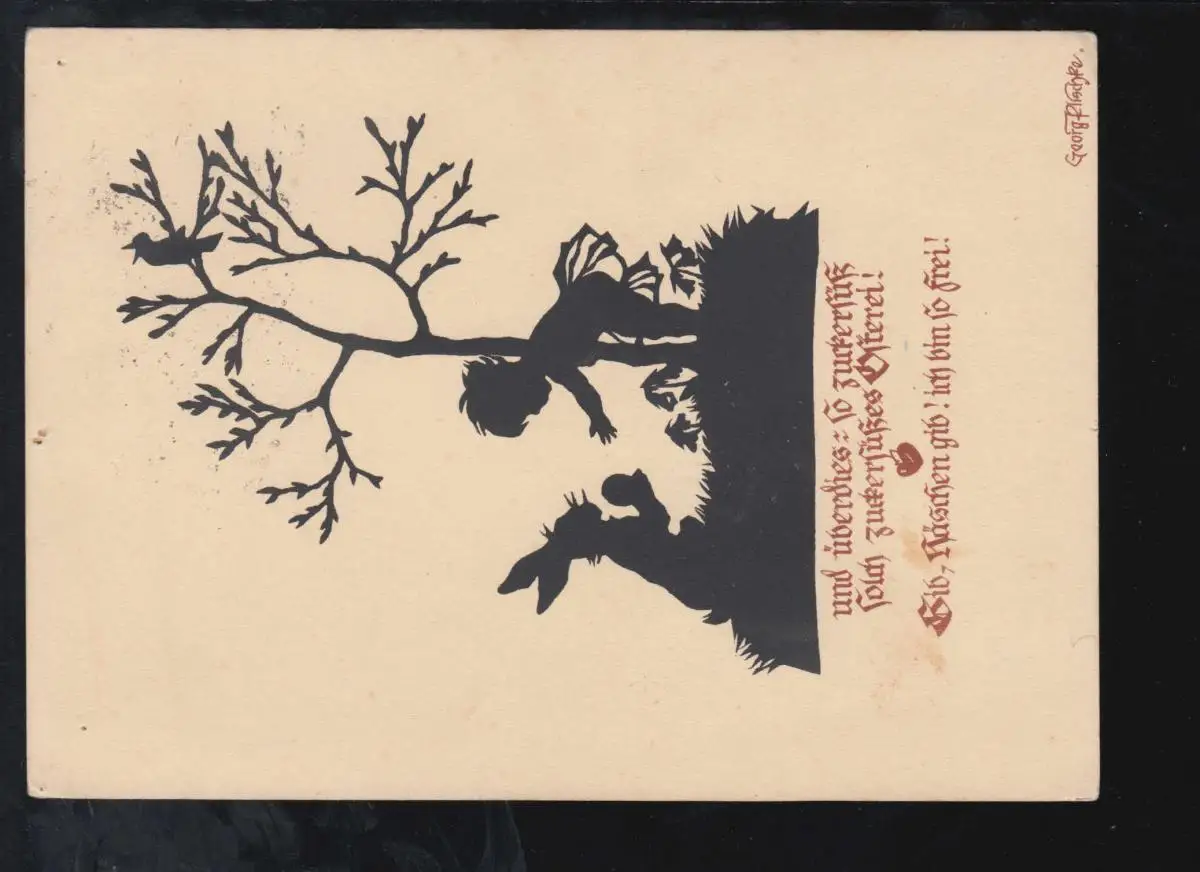 und überdies: so zuckersüß
solch zuckersüßes Osterei!
Gib, Häschen gib! ich bin so frei!
Georg Plischke.